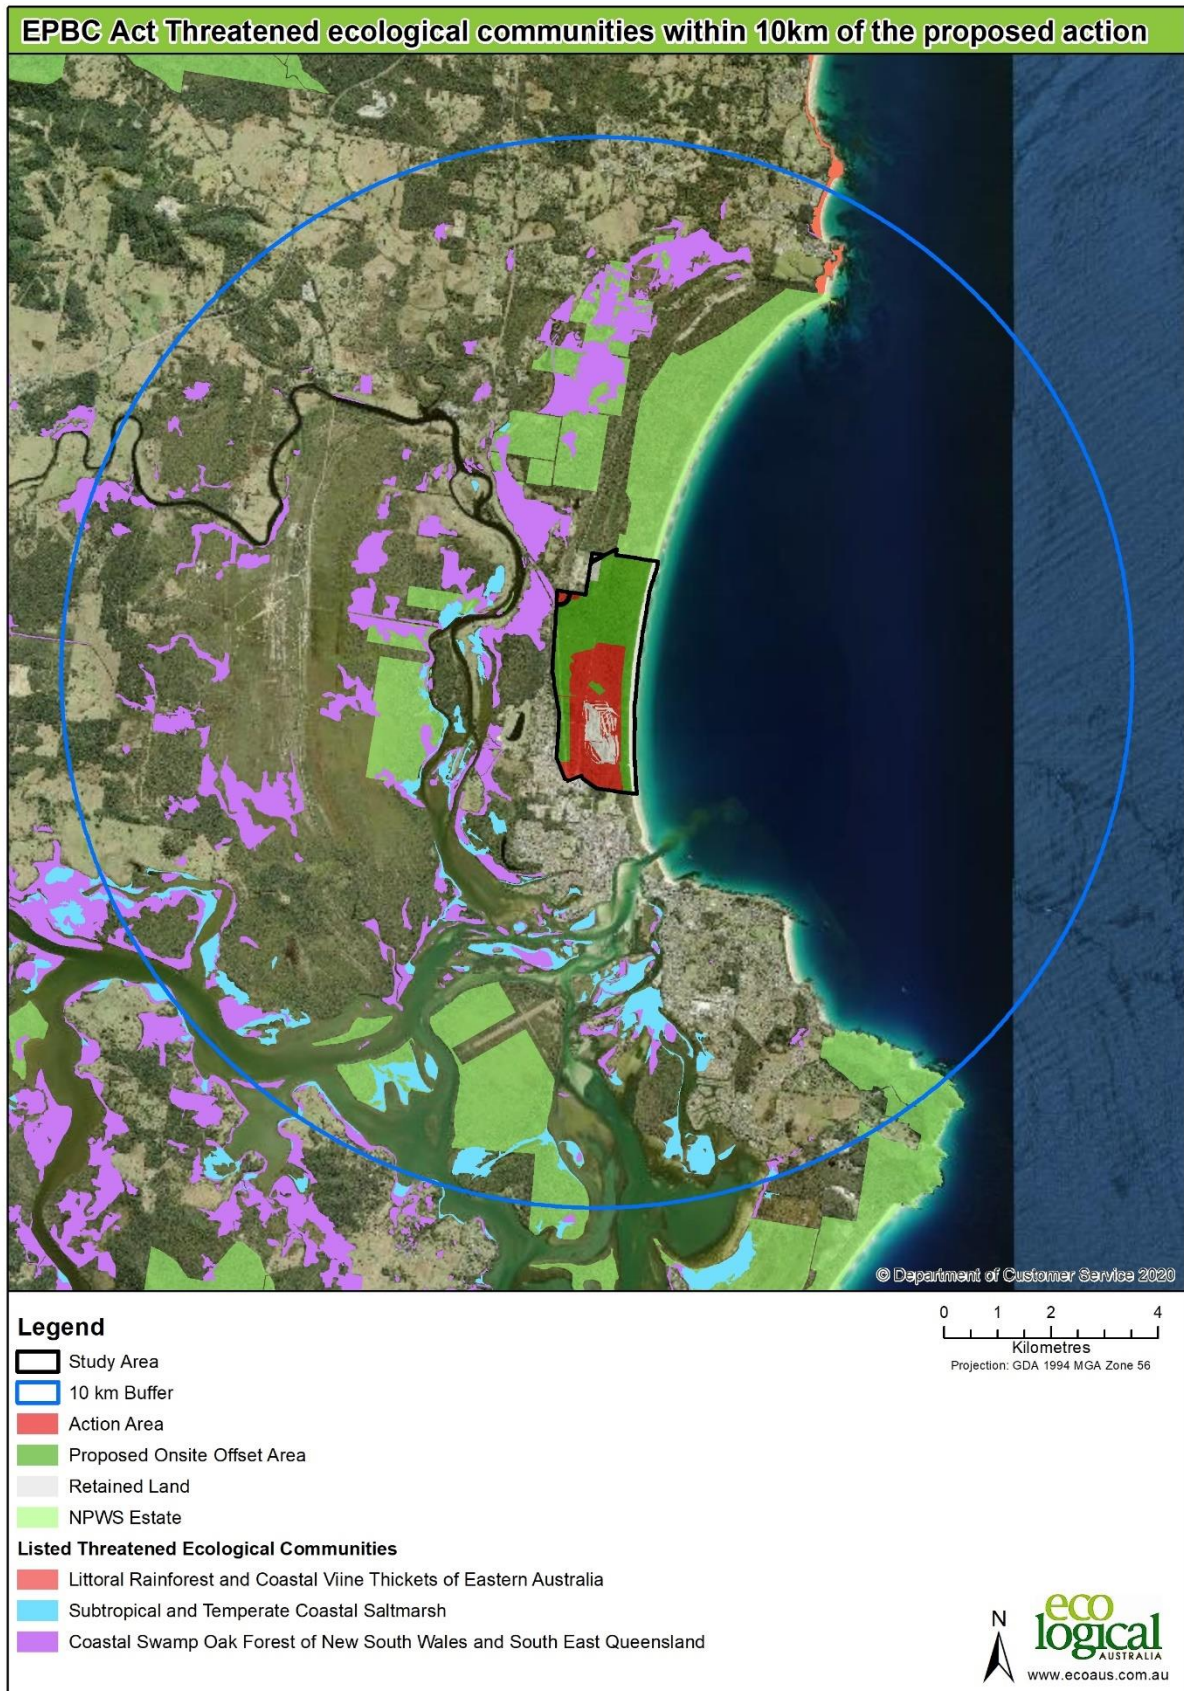 EPBC Act Threatened ecological communities within 10km of the proposed action
© Department of Customer Service 2020
Legend
Study Area
10 km Buffer
Action Area
Proposed Onsite Offset Area
Retained Land
NPWS Estate
Listed Threatened Ecological Communities
Littoral Rainforest and Coastal Viine Thickets of Eastern Australia
Subtropical and Temperate Coastal Saltmarsh
Coastal Swamp Oak Forest of New South Wales and South East Queensland
0 1 2 4
Kilometres
Projection: GDA 1994 MGA Zone 56
N
eco
logical
AUSTRALIA
www.ecoaus.com.au